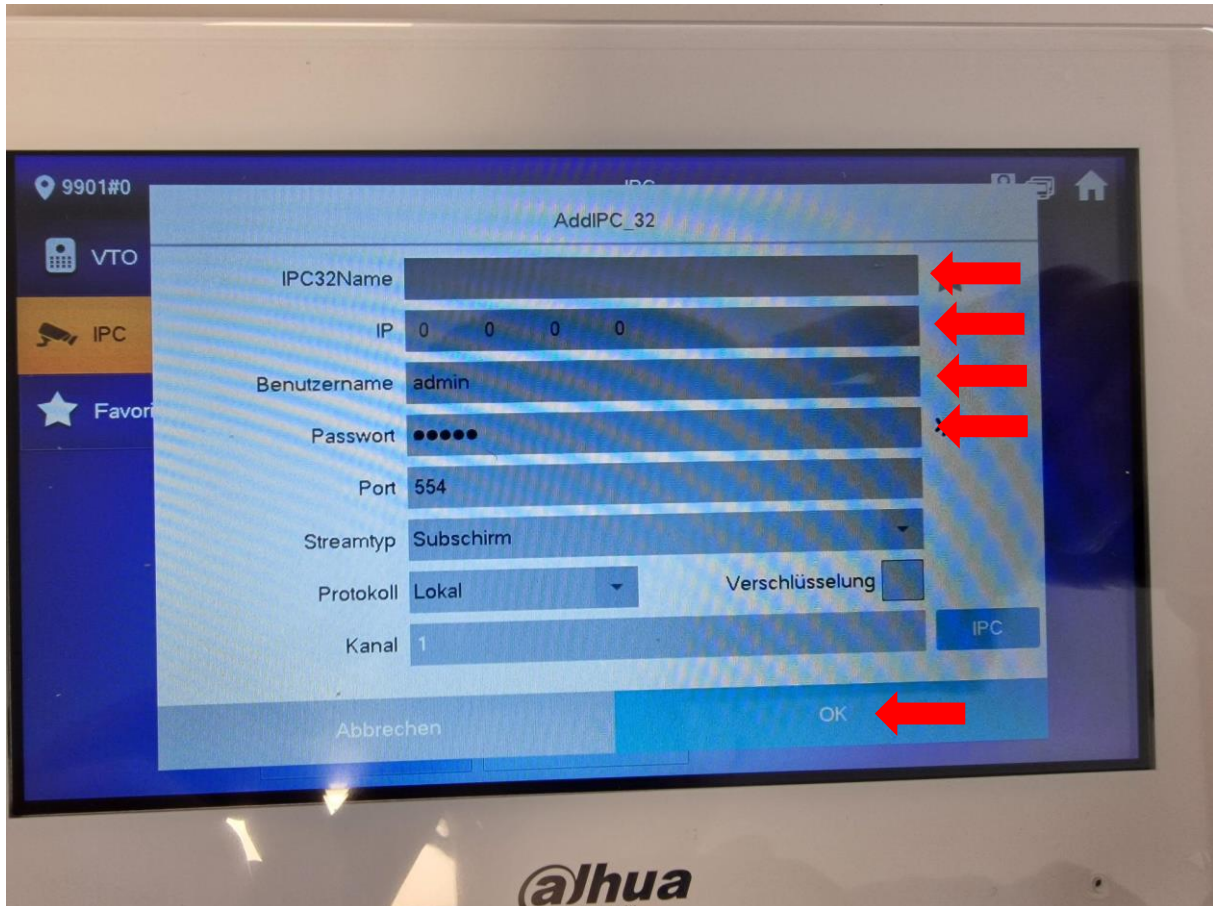 9901#0
IPC
AddIPC_32
VTO
IPC32Name
IPC
IP 0 0 0 0
Benutzername admin
Favori
Passwort ●●●●●
Port 554
Streamtyp Subschirm
Protokoll Lokal Verschlüsselung
Kanal 1 IPC
Abbrechen OK
alhua